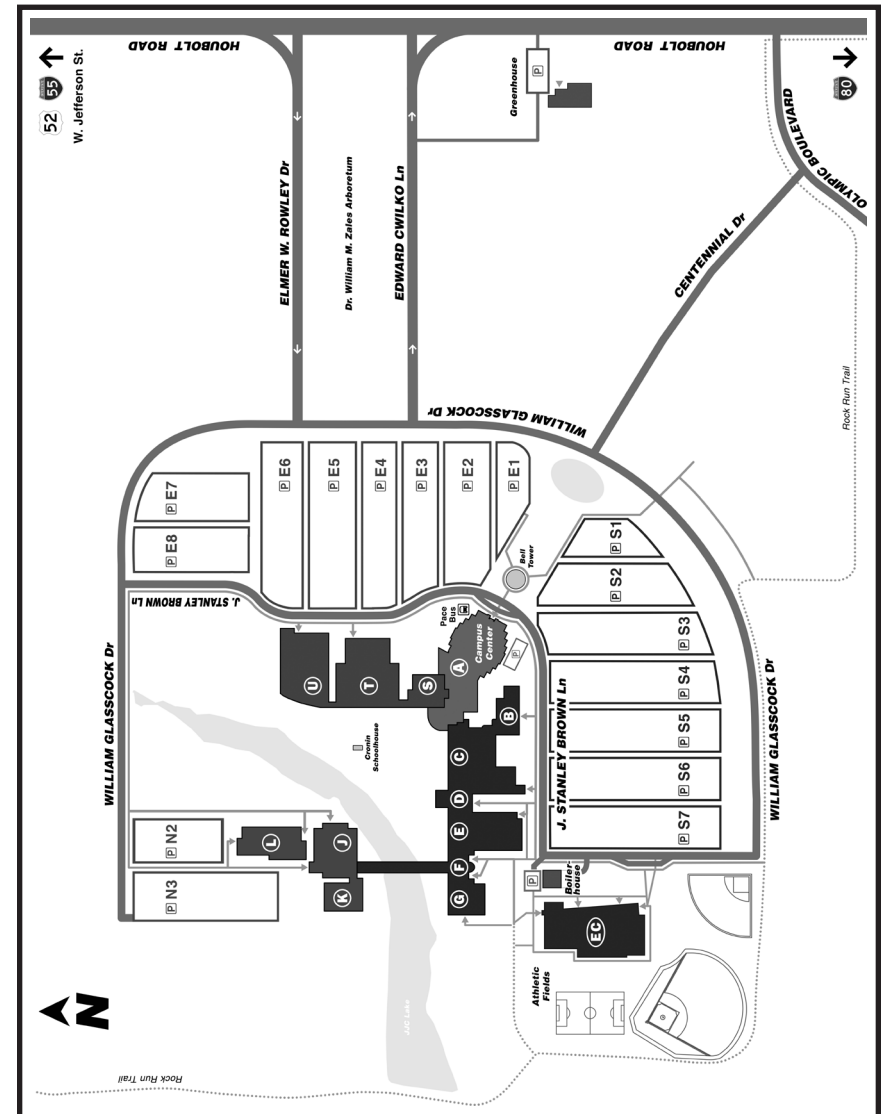 HOUBOLT ROAD
HOUBOLT ROAD
52
55
W. Jefferson St.
80
Greenhouse
P
OLYMPIC BOULEVARD
ELMER W. ROWLEY Dr
Dr. William M. Zales Arboretum
EDWARD CWILKO Ln
CENTENNIAL Dr
Rock Run Trail
WILLIAM GLASSCOCK Dr
WILLIAM GLASSCOCK Dr
WILLIAM GLASSCOCK Dr
P E7
P E8
P E6
P E5
P E4
P E3
P E2
P E1
Bell
Tower
P S1
P S2
P S3
P S4
P S5
P S6
P S7
J. STANLEY BROWN Ln
J. STANLEY BROWN Ln
Pace
Bus
A
Campus
Center
P
U
T
S
B
C
D
E
F
G
Cronin
Schoolhouse
P N2
P N3
L
J
K
P
Boiler-
house
EC
Athletic
Fields
JJC Lake
N
Rock Run Trail